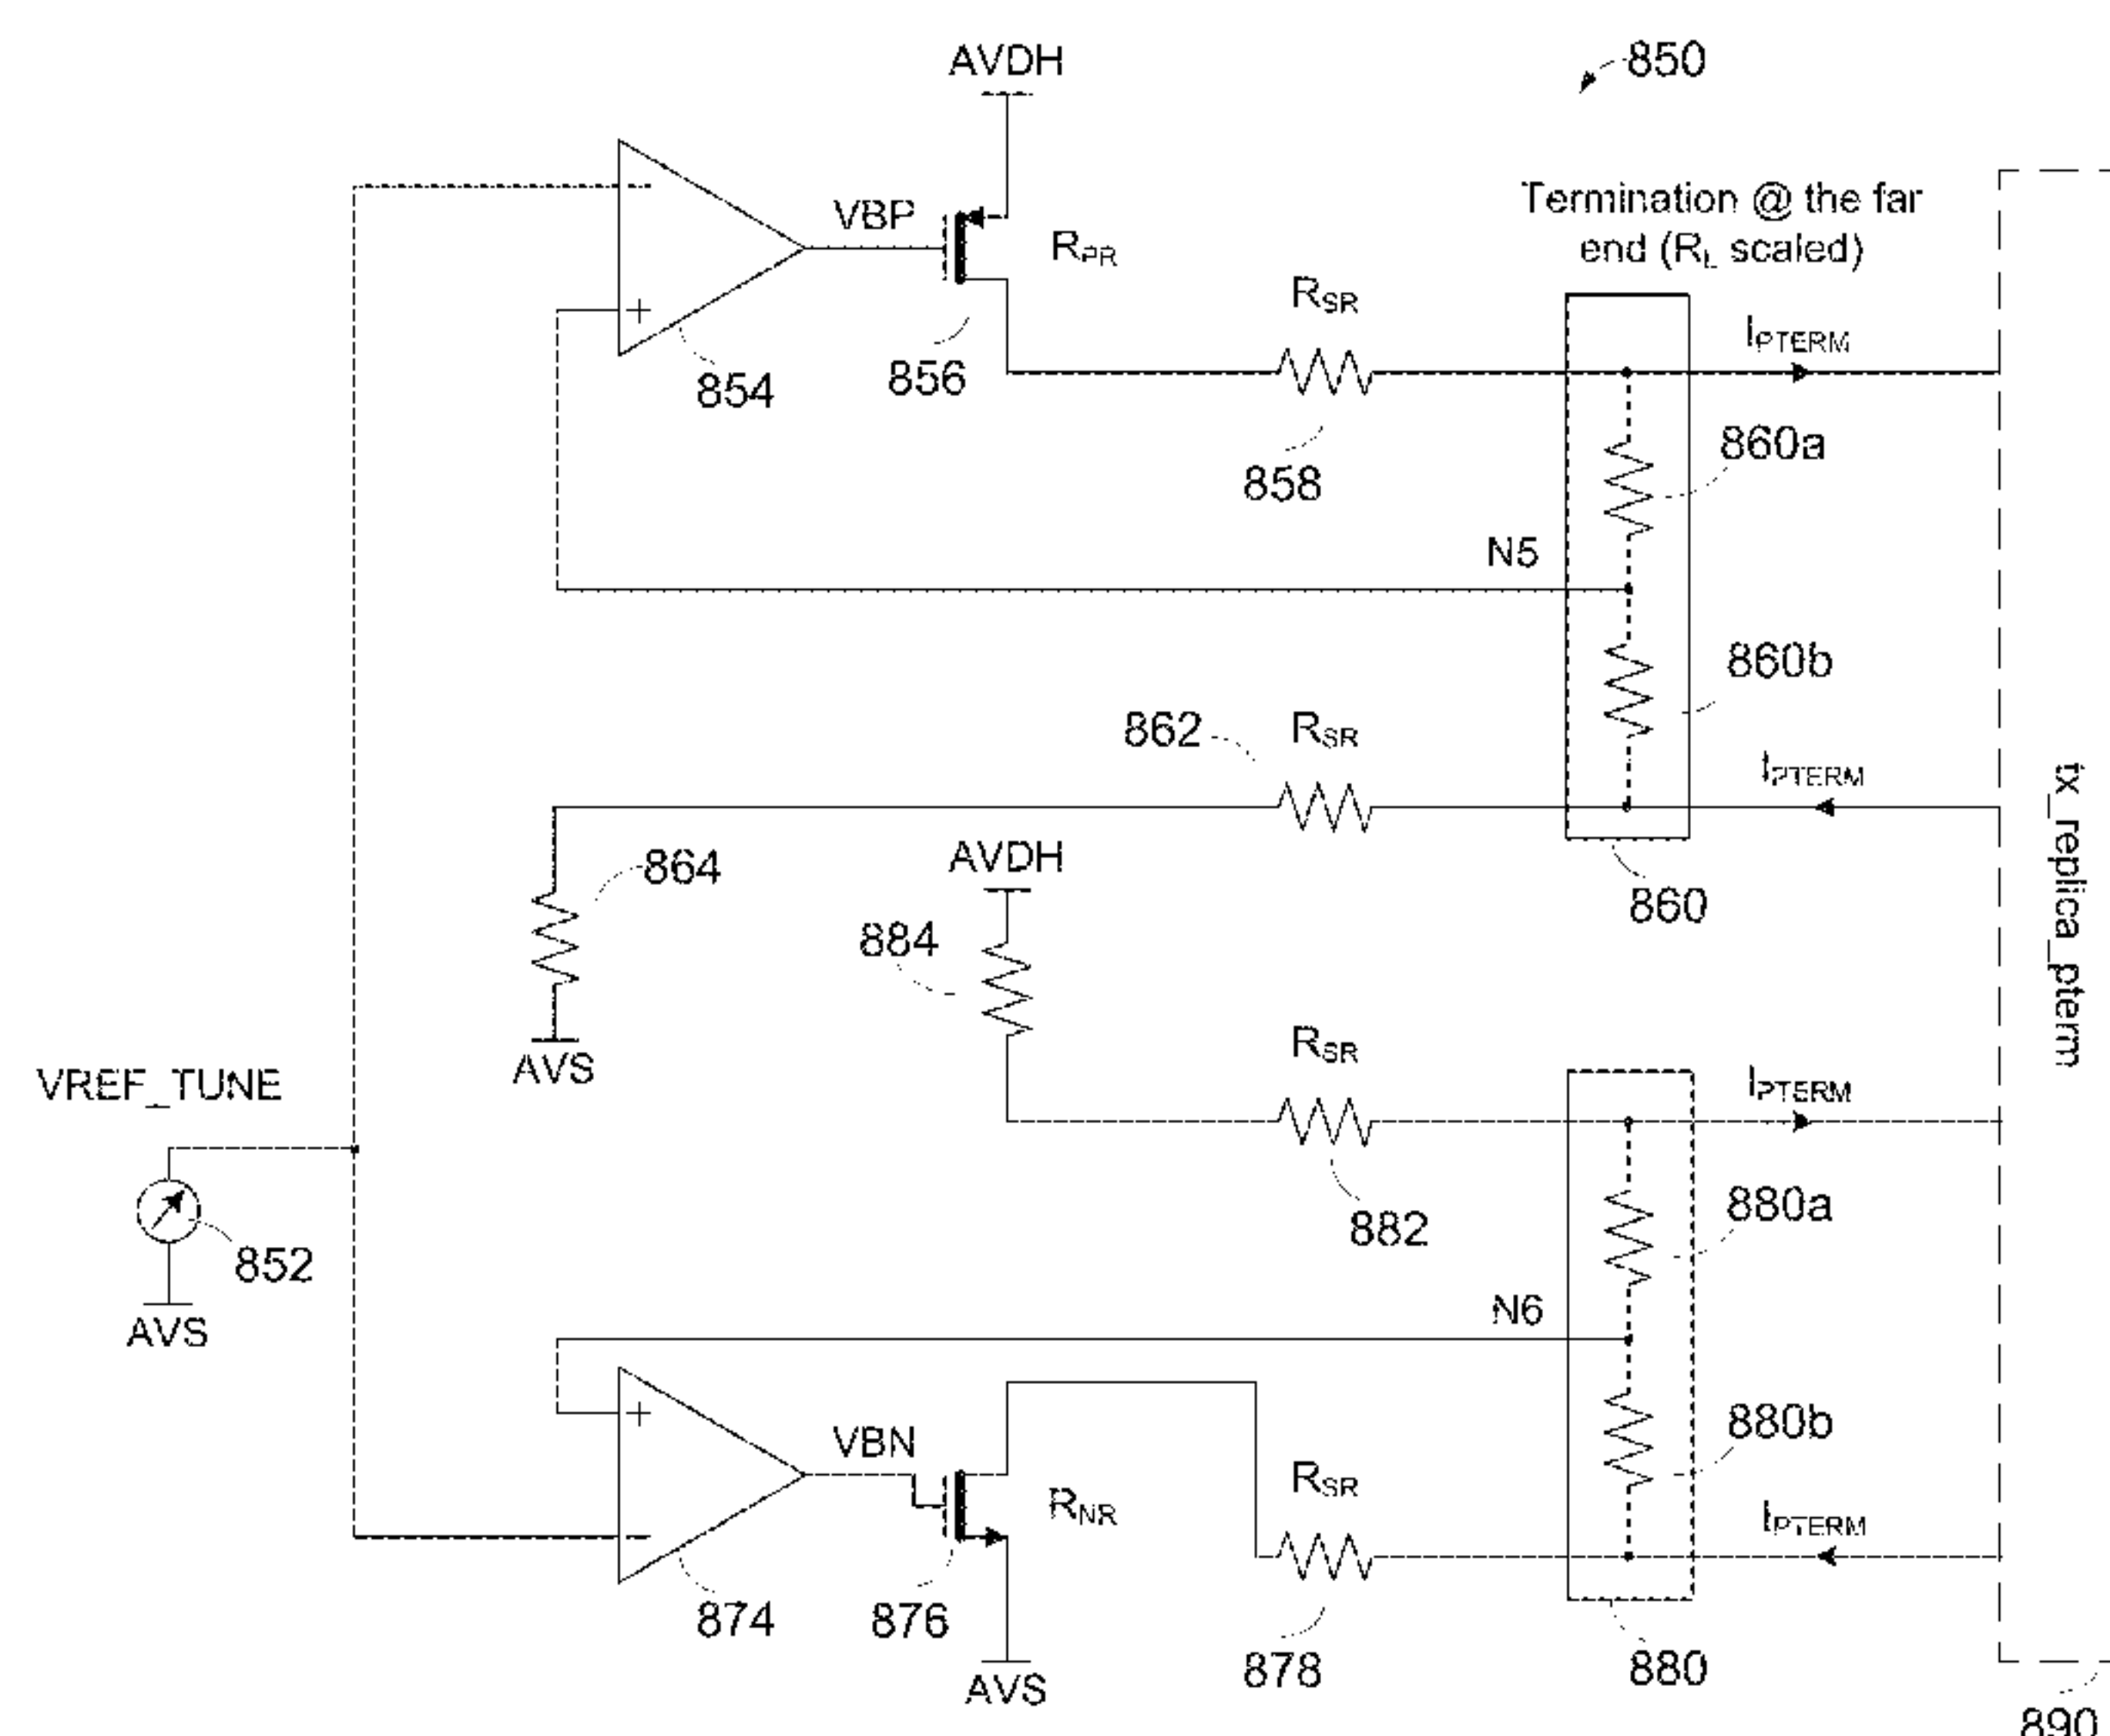 AVDH
850
VBP
R_PR
Termination @ the far
end (R_L scaled)
-
+
854
856
R_SR
858
I_PTERM
860a
N5
860b
862
R_SR
I_PTERM
860
864
AVS
AVDH
884
R_SR
882
I_PTERM
tx_replica_pterm
VREF_TUNE
852
AVS
880a
N6
880b
+
-
VBN
874
876
R_NR
AVS
R_SR
878
I_PTERM
880
890